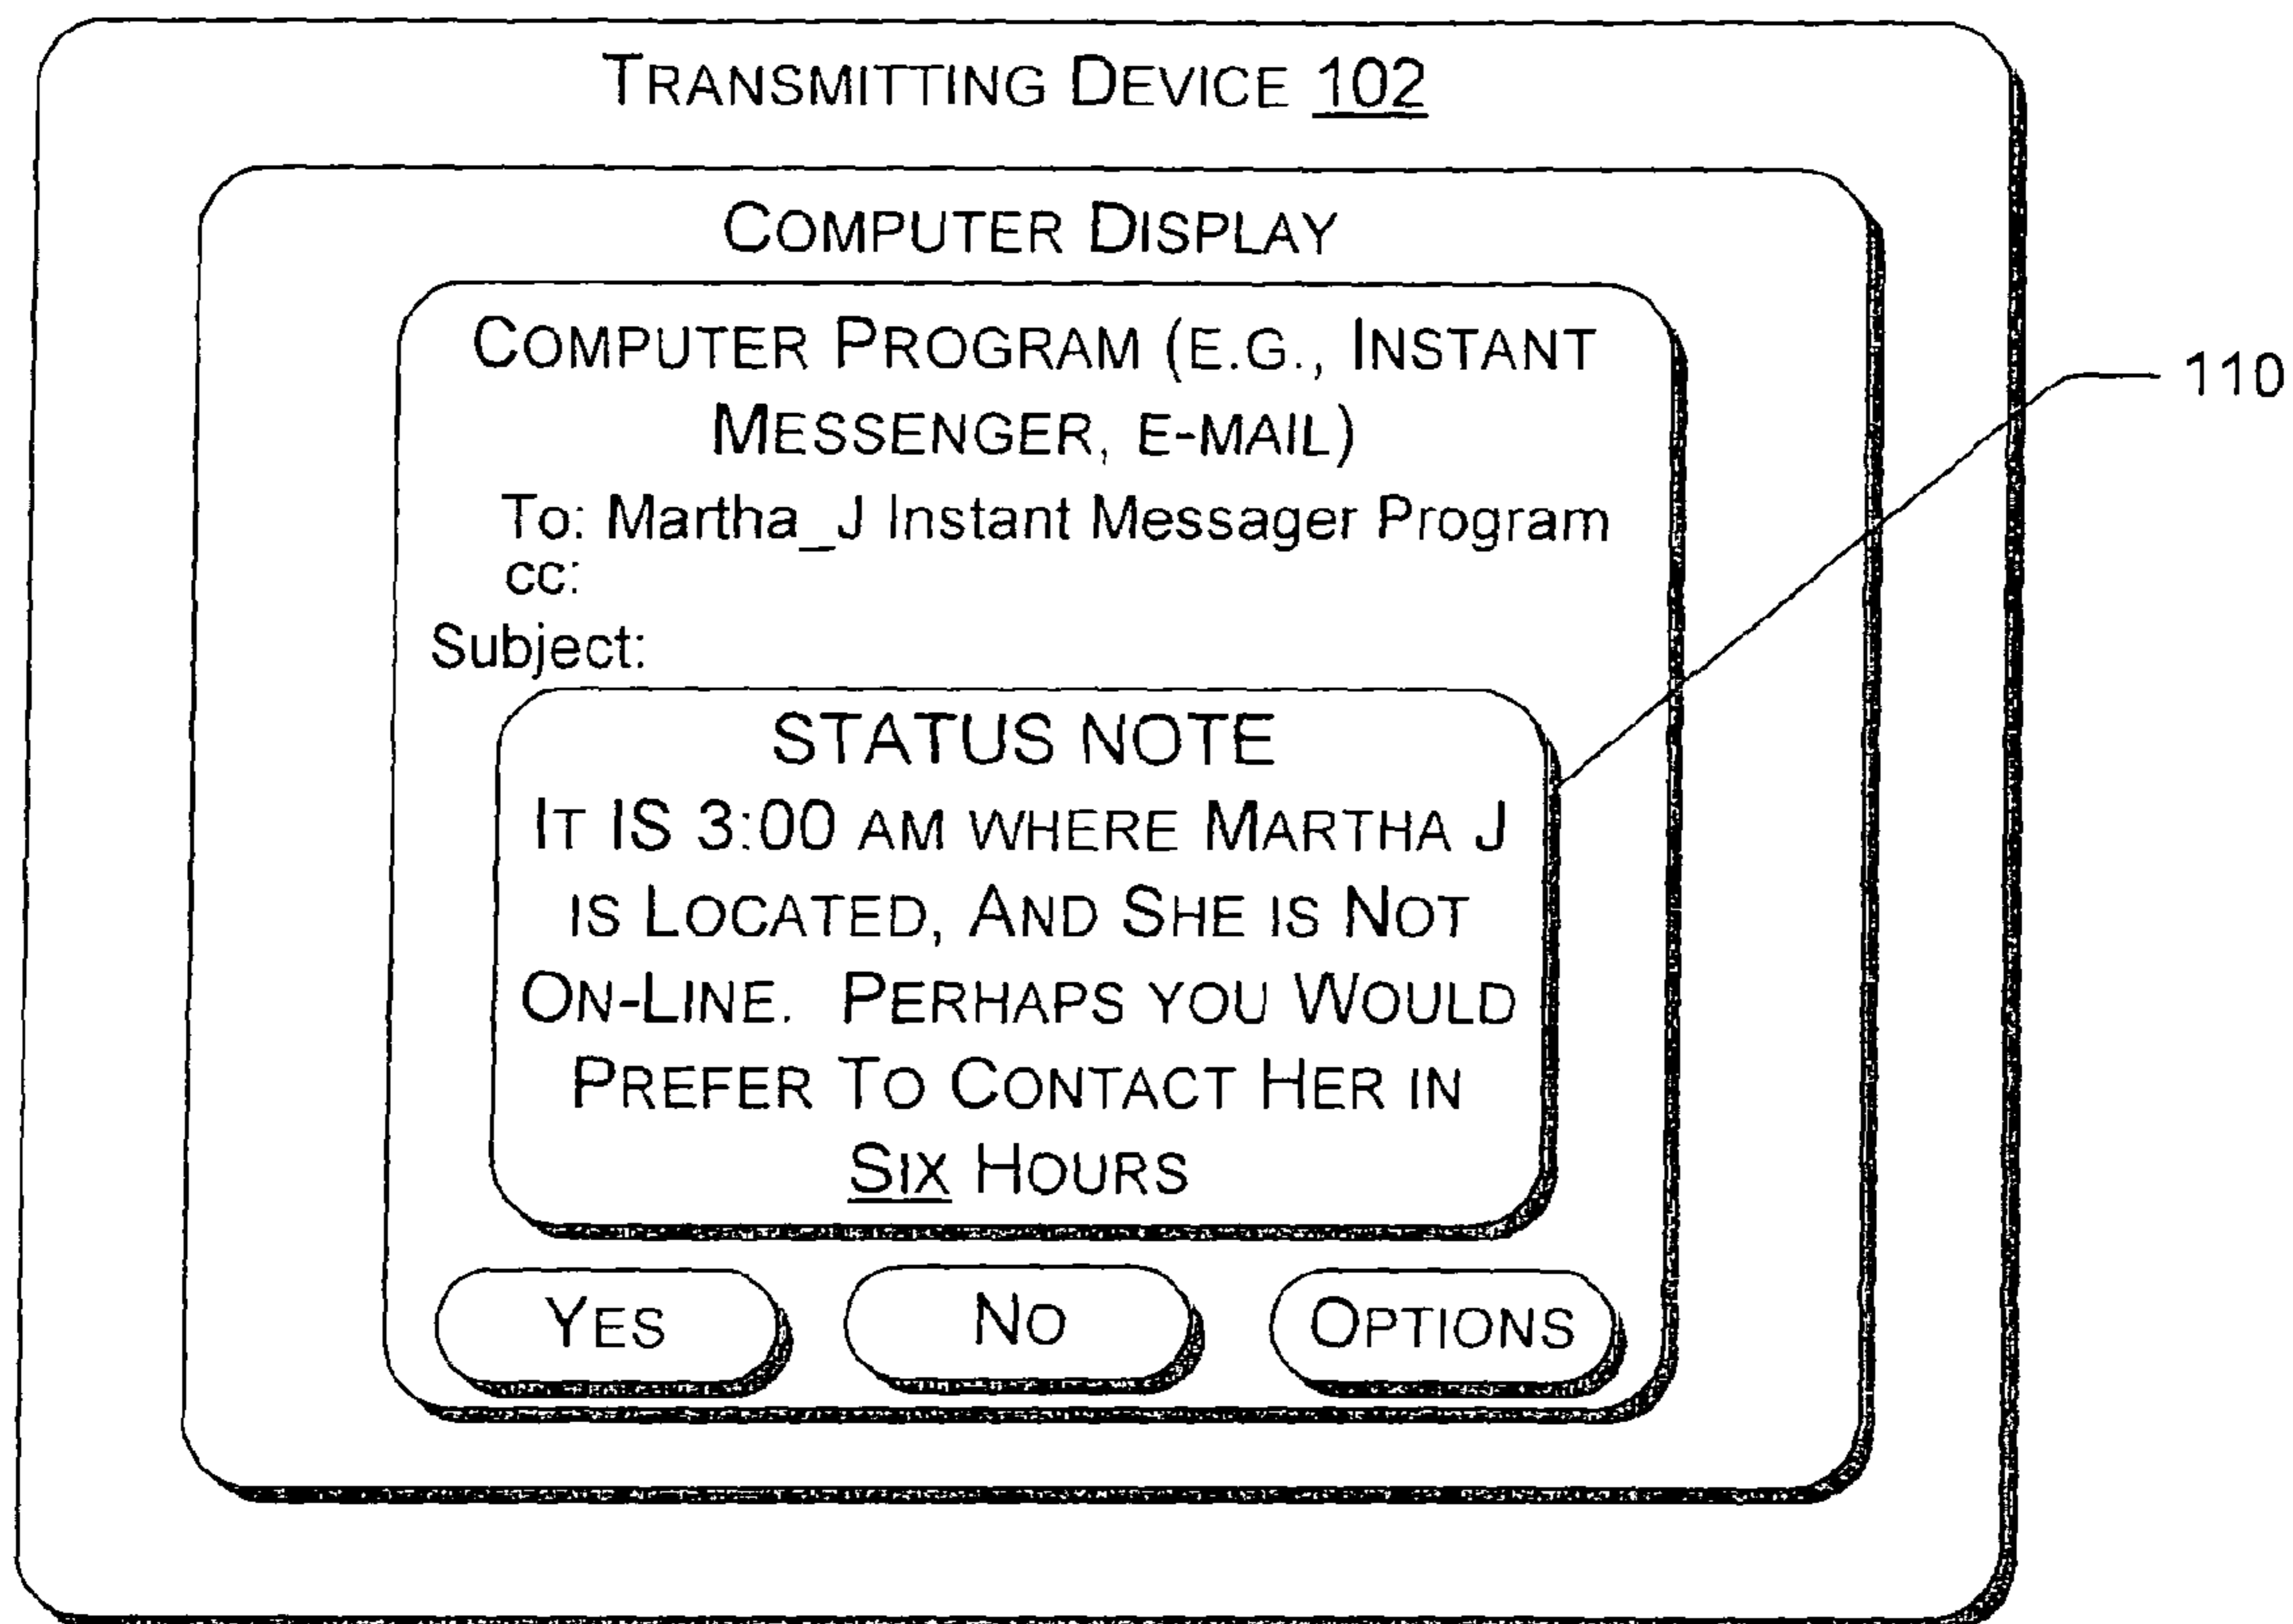 TRANSMITTING DEVICE 102
COMPUTER DISPLAY
COMPUTER PROGRAM (E.G., INSTANT
MESSENGER, E-MAIL)
110
To: Martha_J Instant Messager Program
cc:
Subject:
STATUS NOTE
IT IS 3:00 AM WHERE MARTHA J
IS LOCATED, AND SHE IS NOT
ON-LINE. PERHAPS YOU WOULD
PREFER TO CONTACT HER IN
SIX HOURS
YES
NO
OPTIONS